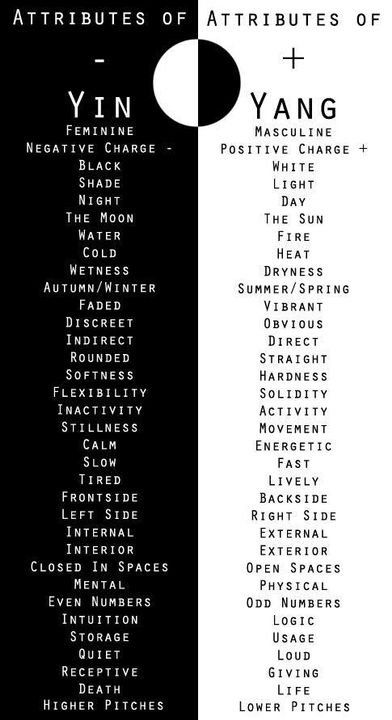 Attributes of
-
Yin
Feminine
Negative Charge -
Black
Shade
Night
The Moon
Water
Cold
Wetness
Autumn/Winter
Faded
Discreet
Indirect
Rounded
Softness
Flexibility
Inactivity
Stillness
Calm
Slow
Tired
Frontside
Left Side
Internal
Interior
Closed In Spaces
Mental
Even Numbers
Intuition
Storage
Quiet
Receptive
Death
Higher Pitches
Attributes of
+
Yang
Masculine
Positive Charge +
White
Light
Day
The Sun
Fire
Heat
Dryness
Summer/Spring
Vibrant
Obvious
Direct
Straight
Hardness
Solidity
Activity
Movement
Energetic
Fast
Lively
Backside
Right Side
External
Exterior
Open Spaces
Physical
Odd Numbers
Logic
Usage
Loud
Giving
Life
Lower Pitches